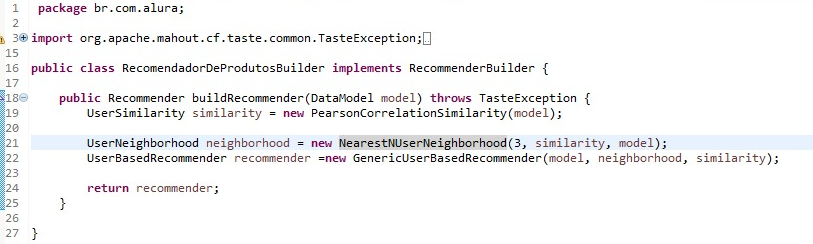 1 package br.com.alura;
2
3 import org.apache.mahout.cf.taste.common.TasteException;
15
16 public class RecomendadorDeProdutosBuilder implements RecommenderBuilder {
17
18 public Recommender buildRecommender(DataModel model) throws TasteException {
19 UserSimilarity similarity = new PearsonCorrelationSimilarity(model);
20
21 UserNeighborhood neighborhood = new NearestNUserNeighborhood(3, similarity, model);
22 UserBasedRecommender recommender =new GenericUserBasedRecommender(model, neighborhood, similarity);
23
24 return recommender;
25 }
26
27 }